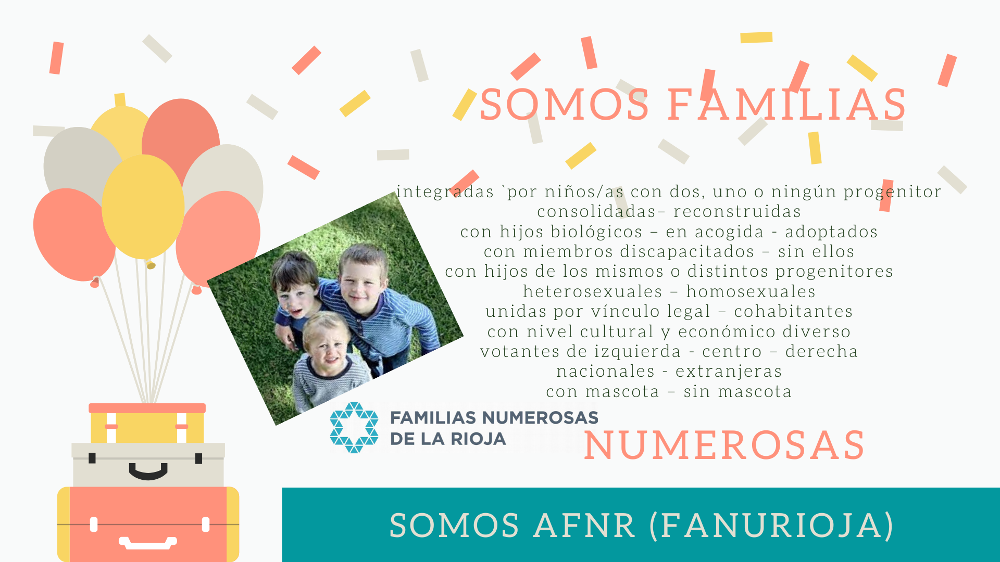 SOMOS FAMILIAS
integradas `por niños/as con dos, uno o ningún progenitor
consolidadas– reconstruidas
con hijos biológicos – en acogida - adoptados
con miembros discapacitados – sin ellos
con hijos de los mismos o distintos progenitores
heterosexuales – homosexuales
unidas por vínculo legal – cohabitantes
con nivel cultural y económico diverso
votantes de izquierda - centro – derecha
nacionales - extranjeras
con mascota – sin mascota
FAMILIAS NUMEROSAS
DE LA RIOJA
NUMEROSAS
SOMOS AFNR (FANURIOJA)